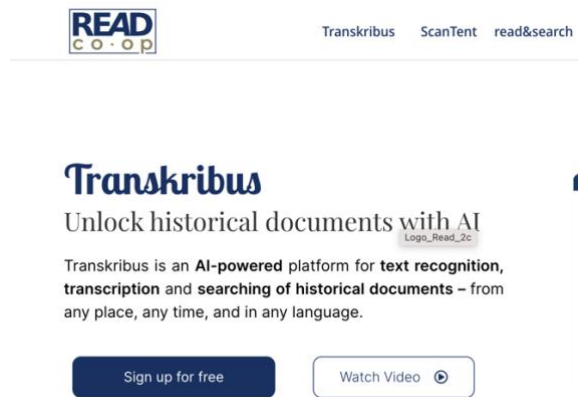 READ
co·op
Transkribus ScanTent read&search
Transkribus
Unlock historical documents with AI
Logo_Read_2c
Transkribus is an AI-powered platform for text recognition,
transcription and searching of historical documents – from
any place, any time, and in any language.
Sign up for free
Watch Video